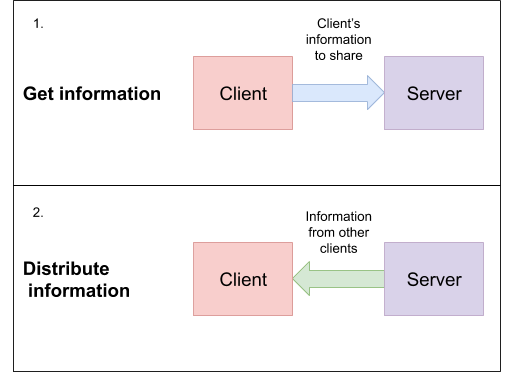 1.
Client's
information
to share
Get information
Client
Server
2.
Information
from other
clients
Distribute
information
Client
Server